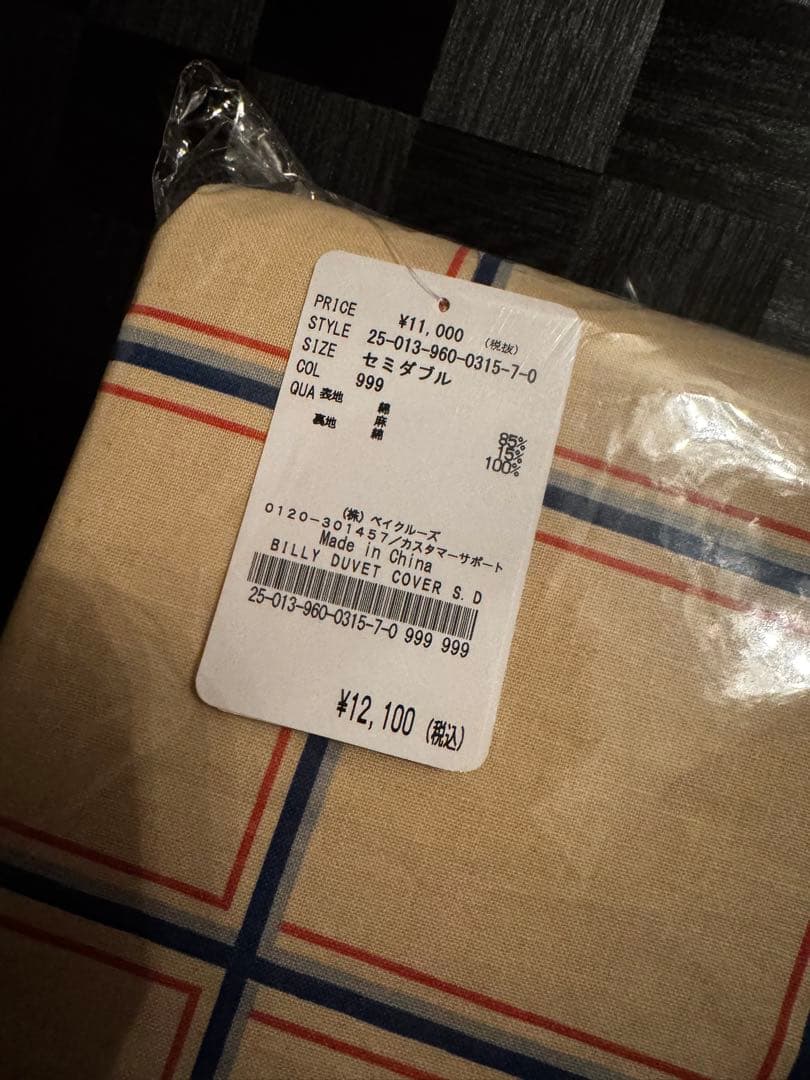 PRICE ¥11,000 (税抜)
STYLE 25-013-960-0315-7-0
SIZE セミダブル
COL 999
QUA 表地 綿 85%
麻 15%
裏地 綿 100%
(株) ベイクルーズ
0120-301457/カスタマーサポート
Made in China
BILLY DUVET COVER S.D
25-013-960-0315-7-0 999 999
¥12,100 (税込)